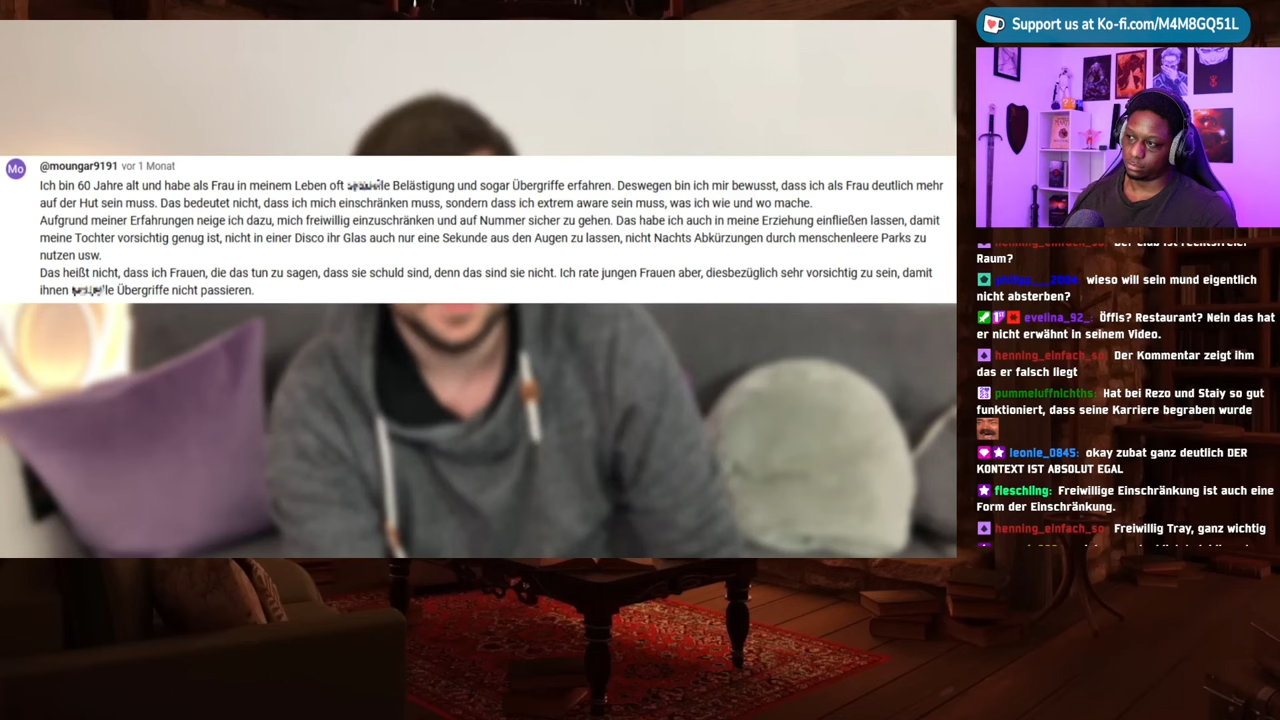 Support us at Ko-fi.com/M4M8GQ51L
Mo
@moungar9191 vor 1 Monat
Ich bin 60 Jahre alt und habe als Frau in meinem Leben oft Belästigung und sogar Übergriffe erfahren. Deswegen bin ich mir bewusst, dass ich als Frau deutlich mehr
auf der Hut sein muss. Das bedeutet nicht, dass ich mich einschränken muss, sondern dass ich extrem aware sein muss, was ich wie und wo mache.
Aufgrund meiner Erfahrungen neige ich dazu, mich freiwillig einzuschränken und auf Nummer sicher zu gehen. Das habe ich auch in meine Erziehung einfließen lassen, damit
meine Tochter vorsichtig genug ist, nicht in einer Disco ihr Glas auch nur eine Sekunde aus den Augen zu lassen, nicht Nachts Abkürzungen durch menschenleere Parks zu
nutzen usw.
Das heißt nicht, dass ich Frauen, die das tun zu sagen, dass sie schuld sind, denn das sind sie nicht. Ich rate jungen Frauen aber, diesbezüglich sehr vorsichtig zu sein, damit
ihnen Übergriffe nicht passieren.
Raum?
wieso will sein mund eigentlich
nicht absterben?
evelina_92_: Öffis? Restaurant? Nein das hat
er nicht erwähnt in seinem Video.
henning_einfach_so: Der Kommentar zeigt ihm
das er falsch liegt
pummeluffnichths: Hat bei Rezo und Staiy so gut
funktioniert, dass seine Karriere begraben wurde
leonie_0845: okay zubat ganz deutlich DER
KONTEXT IST ABSOLUT EGAL
fleschling: Freiwillige Einschränkung ist auch eine
Form der Einschränkung.
henning_einfach_so: Freiwillig Tray, ganz wichtig